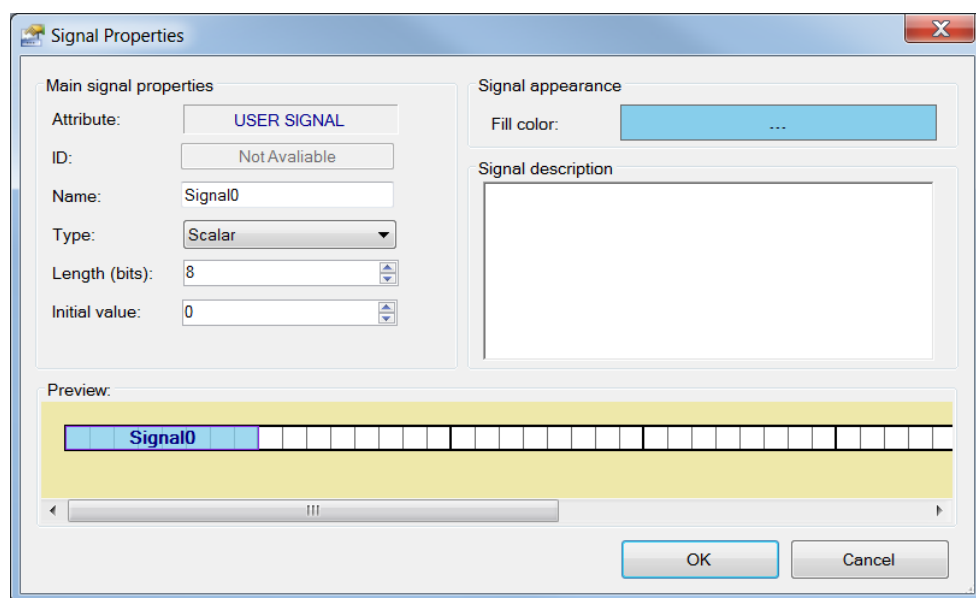 Signal Properties
Main signal properties
Attribute: USER SIGNAL
ID: Not Avaliable
Name: Signal0
Type: Scalar
Length (bits): 8
Initial value: 0
Signal appearance
Fill color: ...
Signal description
Preview:
Signal0
OK Cancel